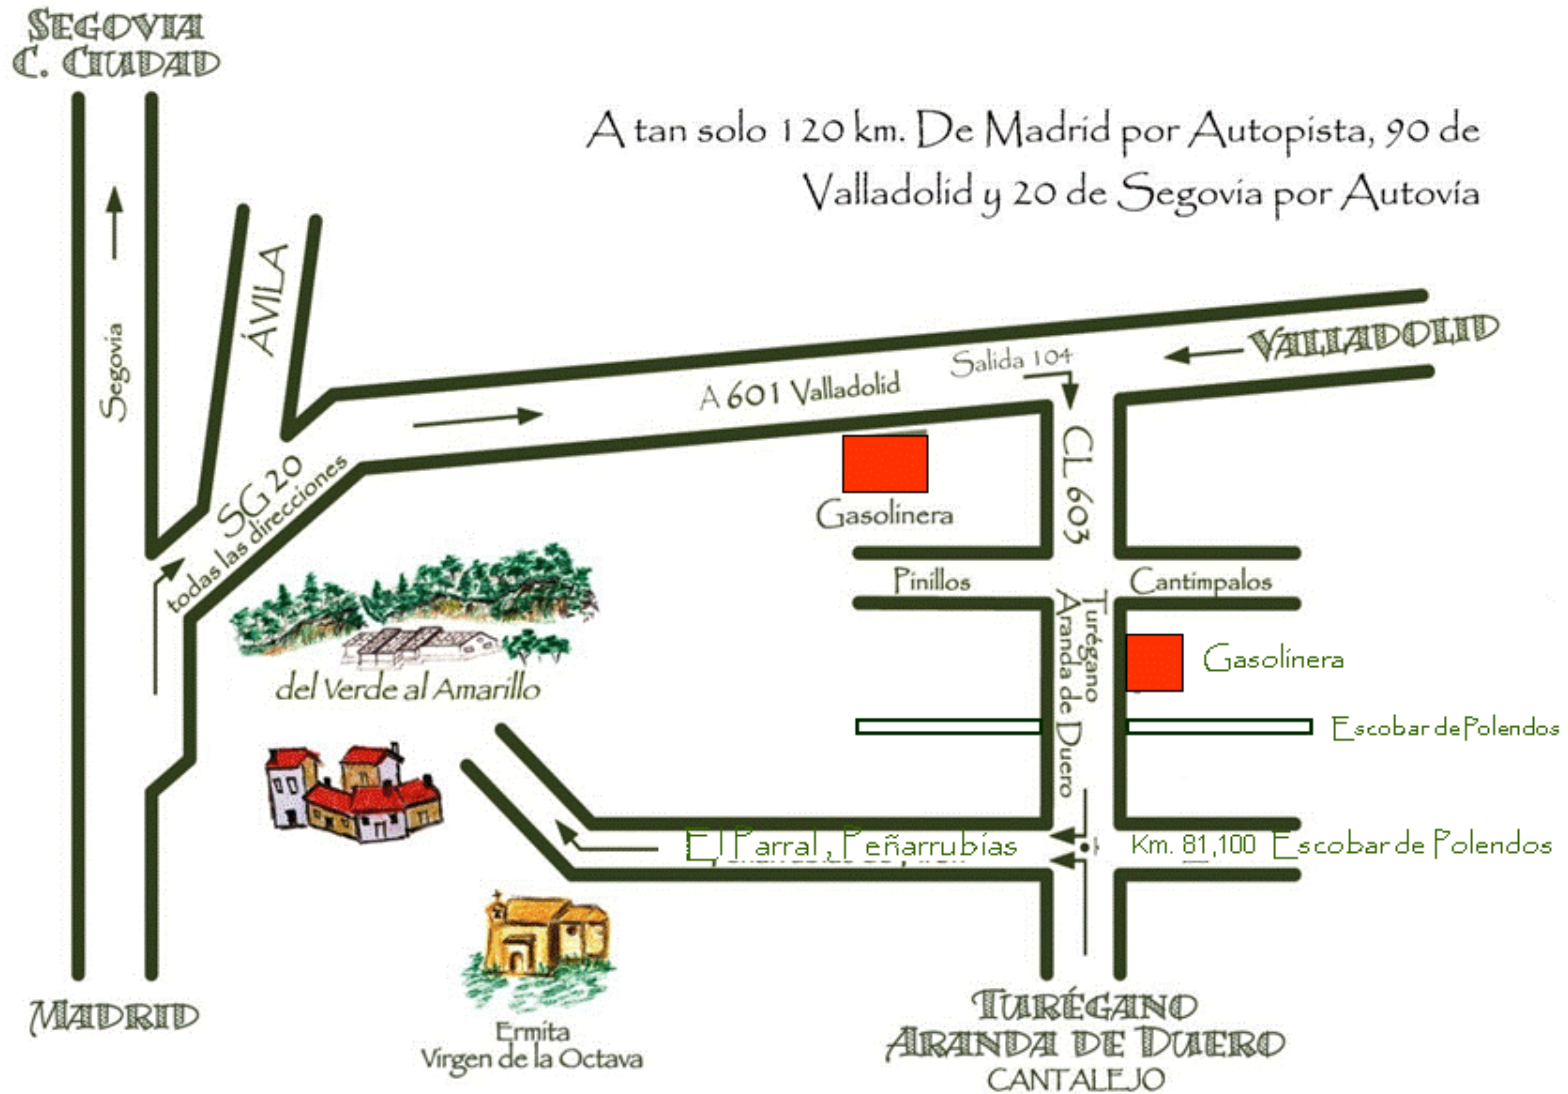 SEGOVIA
C. CIUDAD
A tan solo 120 km. De Madrid por Autopista, 90 de
Valladolid y 20 de Segovia por Autovía
Segovia
ÁVILA
VALLADOLID
Salida 104
A 601 Valladolid
SG 20
todas las direcciones
CL 603
Gasolinera
Pinillos
Cantimpalos
Turégano
Aranda de Duero
Gasolinera
del Verde al Amarillo
Escobar de Polendos
El Parral, Peñarrubias
Km. 81,100 Escobar de Polendos
MADRID
Ermita
Virgen de la Octava
TURÉGANO
ARANDA DE DUERO
CANTALEJO